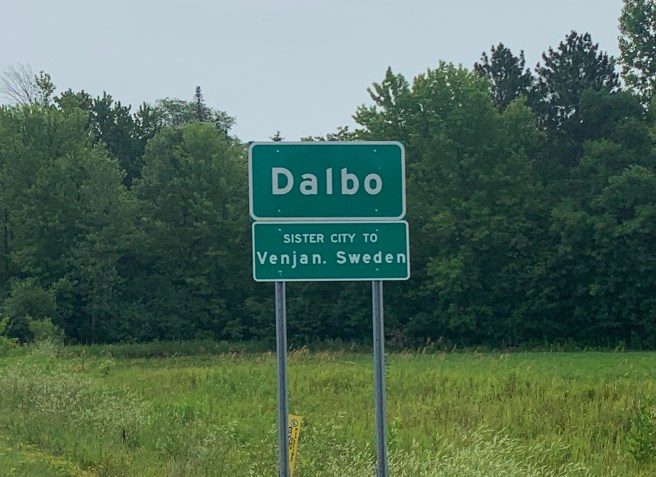 Dalbo
SISTER CITY TO
Venjan. Sweden